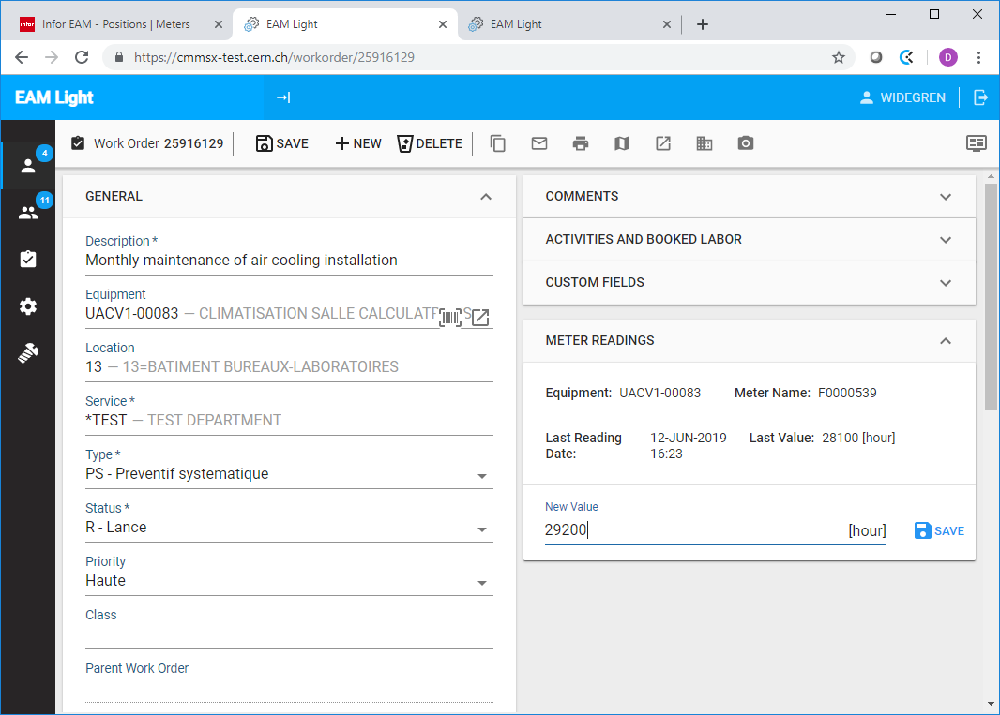 infor Infor EAM - Positions | Meters
EAM Light
EAM Light
https://cmmsx-test.cern.ch/workorder/25916129
D
EAM Light
WIDEGREN
4
11
Work Order 25916129
SAVE
NEW
DELETE
GENERAL
Description *
Monthly maintenance of air cooling installation
Equipment
UACV1-00083 — CLIMATISATION SALLE
Location
13 — 13=BATIMENT BUREAUX-LABORATOIRES
Service *
*TEST — TEST DEPARTMENT
Type *
PS - Preventif systematique
Status *
R - Lance
Priority
Haute
Class
Parent Work Order
COMMENTS
ACTIVITIES AND BOOKED LABOR
CUSTOM FIELDS
METER READINGS
Equipment: UACV1-00083 Meter Name: F0000539
Last Reading 12-JUN-2019 Last Value: 28100 [hour]
Date: 16:23
New Value
29200 [hour] SAVE